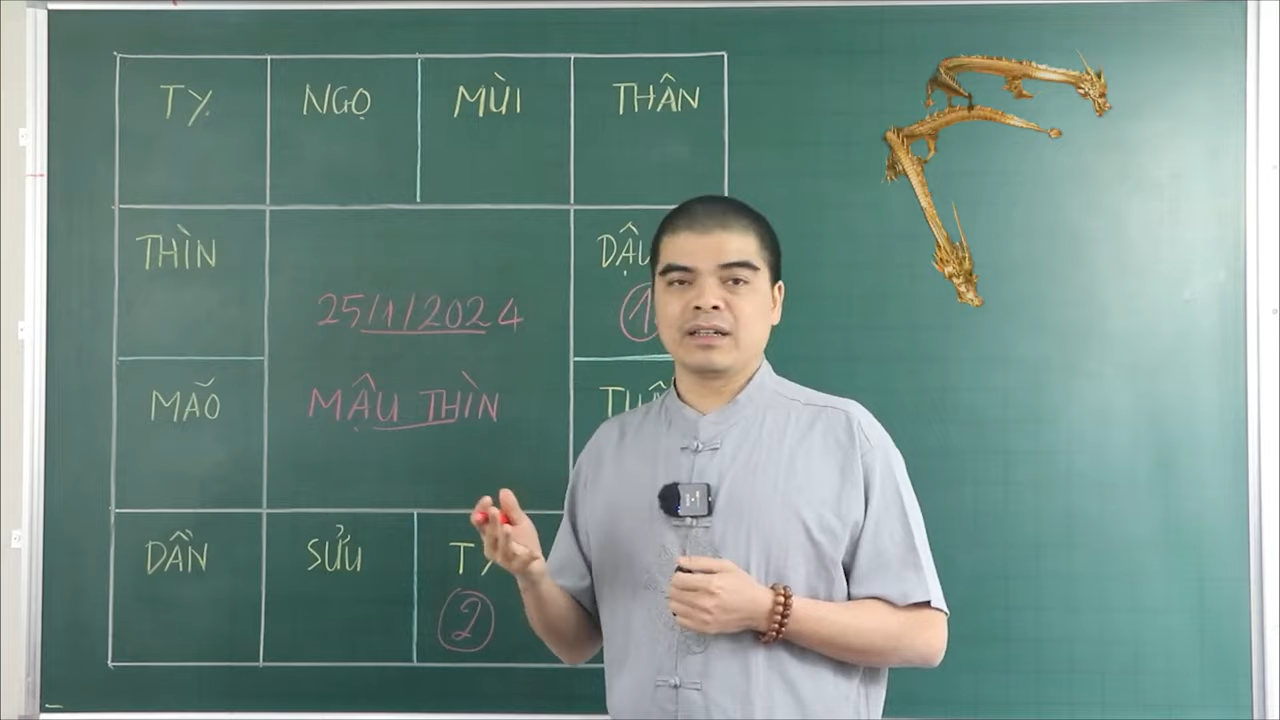 TỴ NGỌ MÙI THÂN
THÌN
25/1/2024
MÃO
MẬU THÌN
DẦN SỬU
2